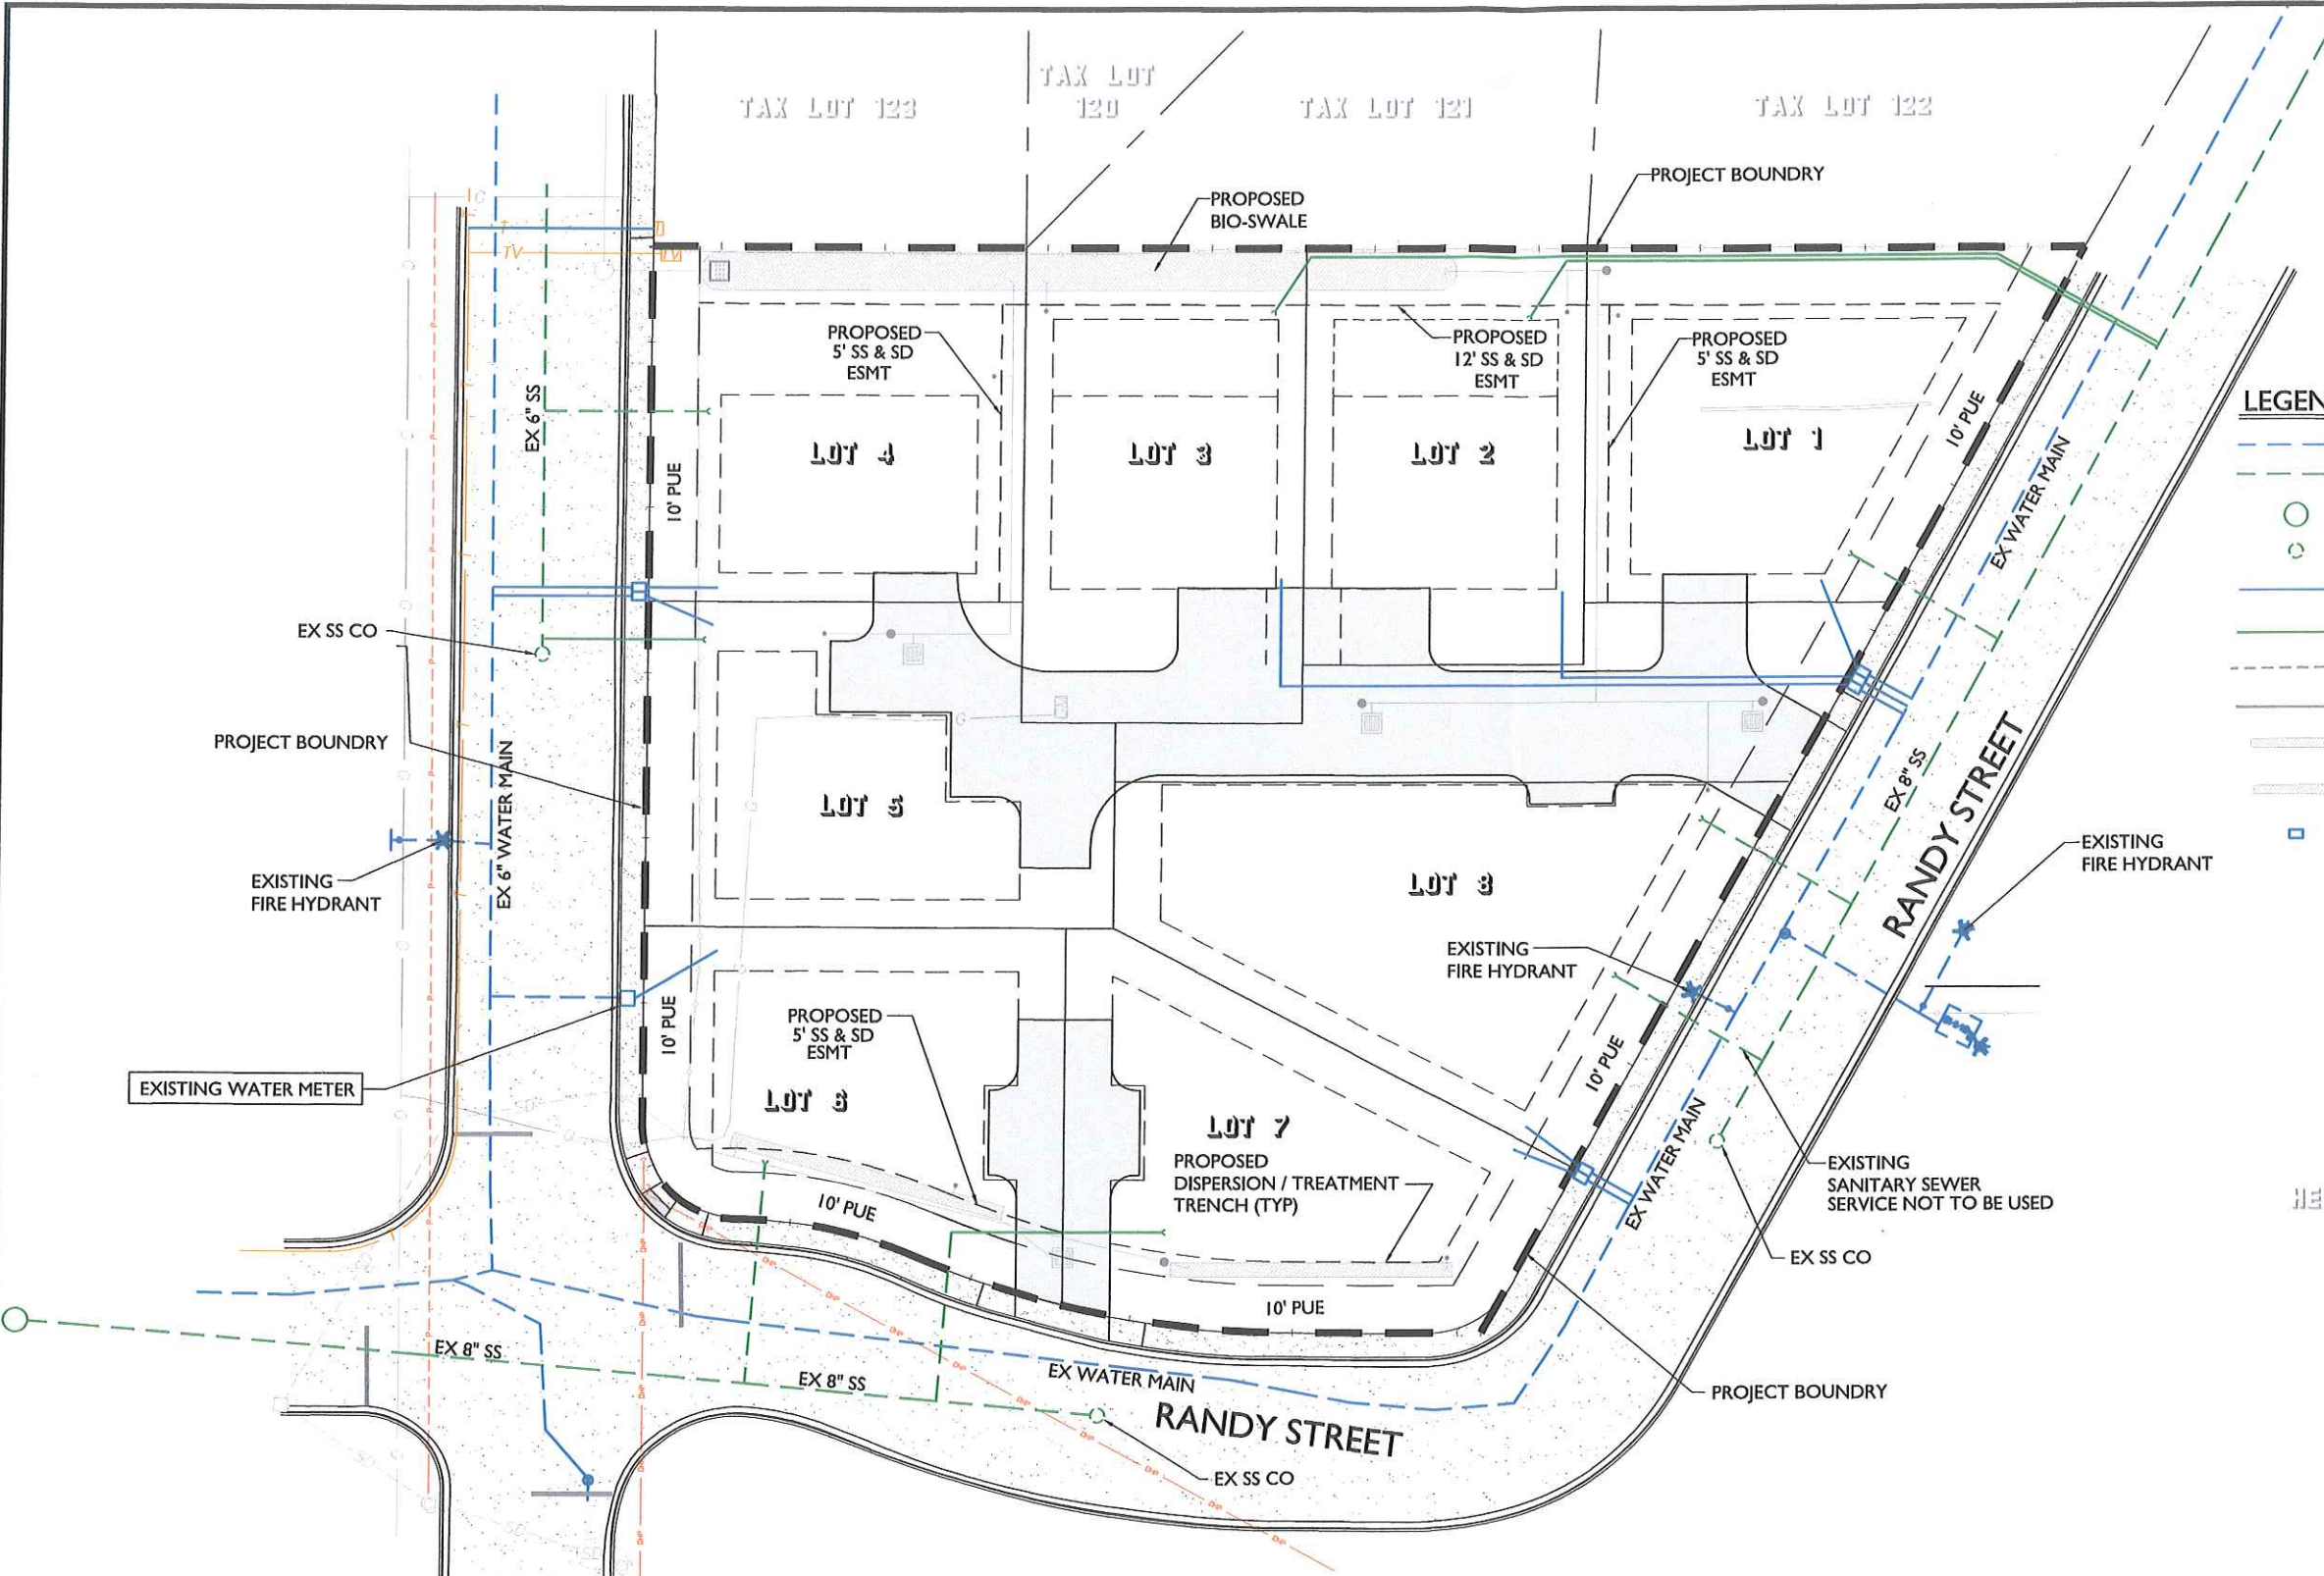 TAX LOT 123
TAX LOT
120
TAX LOT 121
TAX LOT 122
PROJECT BOUNDRY
PROPOSED
BIO-SWALE
TV
TV
G
PROPOSED
5' SS & SD
ESMT
PROPOSED
12' SS & SD
ESMT
PROPOSED
5' SS & SD
ESMT
EX 6" SS
10' PUE
10' PUE
LEGEN
LOT 4
LOT 3
LOT 2
LOT 1
EX WATER MAIN
EX SS CO
PROJECT BOUNDRY
EX 6" WATER MAIN
G
LOT 5
LOT 8
EX 8" SS
RANDY STREET
EXISTING
FIRE HYDRANT
EXISTING
FIRE HYDRANT
EXISTING
FIRE HYDRANT
10' PUE
PROPOSED
5' SS & SD
ESMT
10' PUE
EXISTING WATER METER
LOT 6
LOT 7
PROPOSED
DISPERSION / TREATMENT
TRENCH (TYP)
EX WATER MAIN
EXISTING
SANITARY SEWER
SERVICE NOT TO BE USED
HE
10' PUE
EX SS CO
10' PUE
EX 8" SS
EX 8" SS
EX WATER MAIN
PROJECT BOUNDRY
RANDY STREET
EX SS CO
SD
SD
SD